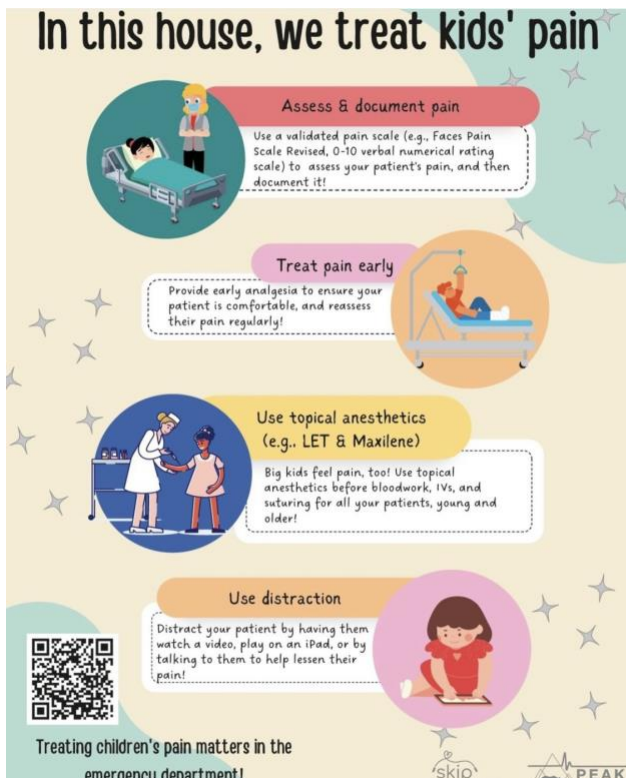 In this house, we treat kids' pain
Assess & document pain
Use a validated pain scale (e.g., Faces Pain
Scale Revised, 0-10 verbal numerical rating
scale) to assess your patient's pain, and then
document it!
Treat pain early
Provide early analgesia to ensure your
patient is comfortable, and reassess
their pain regularly!
Use topical anesthetics
(e.g., LET & Maxilene)
Big kids feel pain, too! Use topical
anesthetics before bloodwork, IVs, and
suturing for all your patients, young and
older!
Use distraction
Distract your patient by having them
watch a video, play on an iPad, or by
talking to them to help lessen their
pain!
Treating children's pain matters in the
emergency department!
skip
PEAK